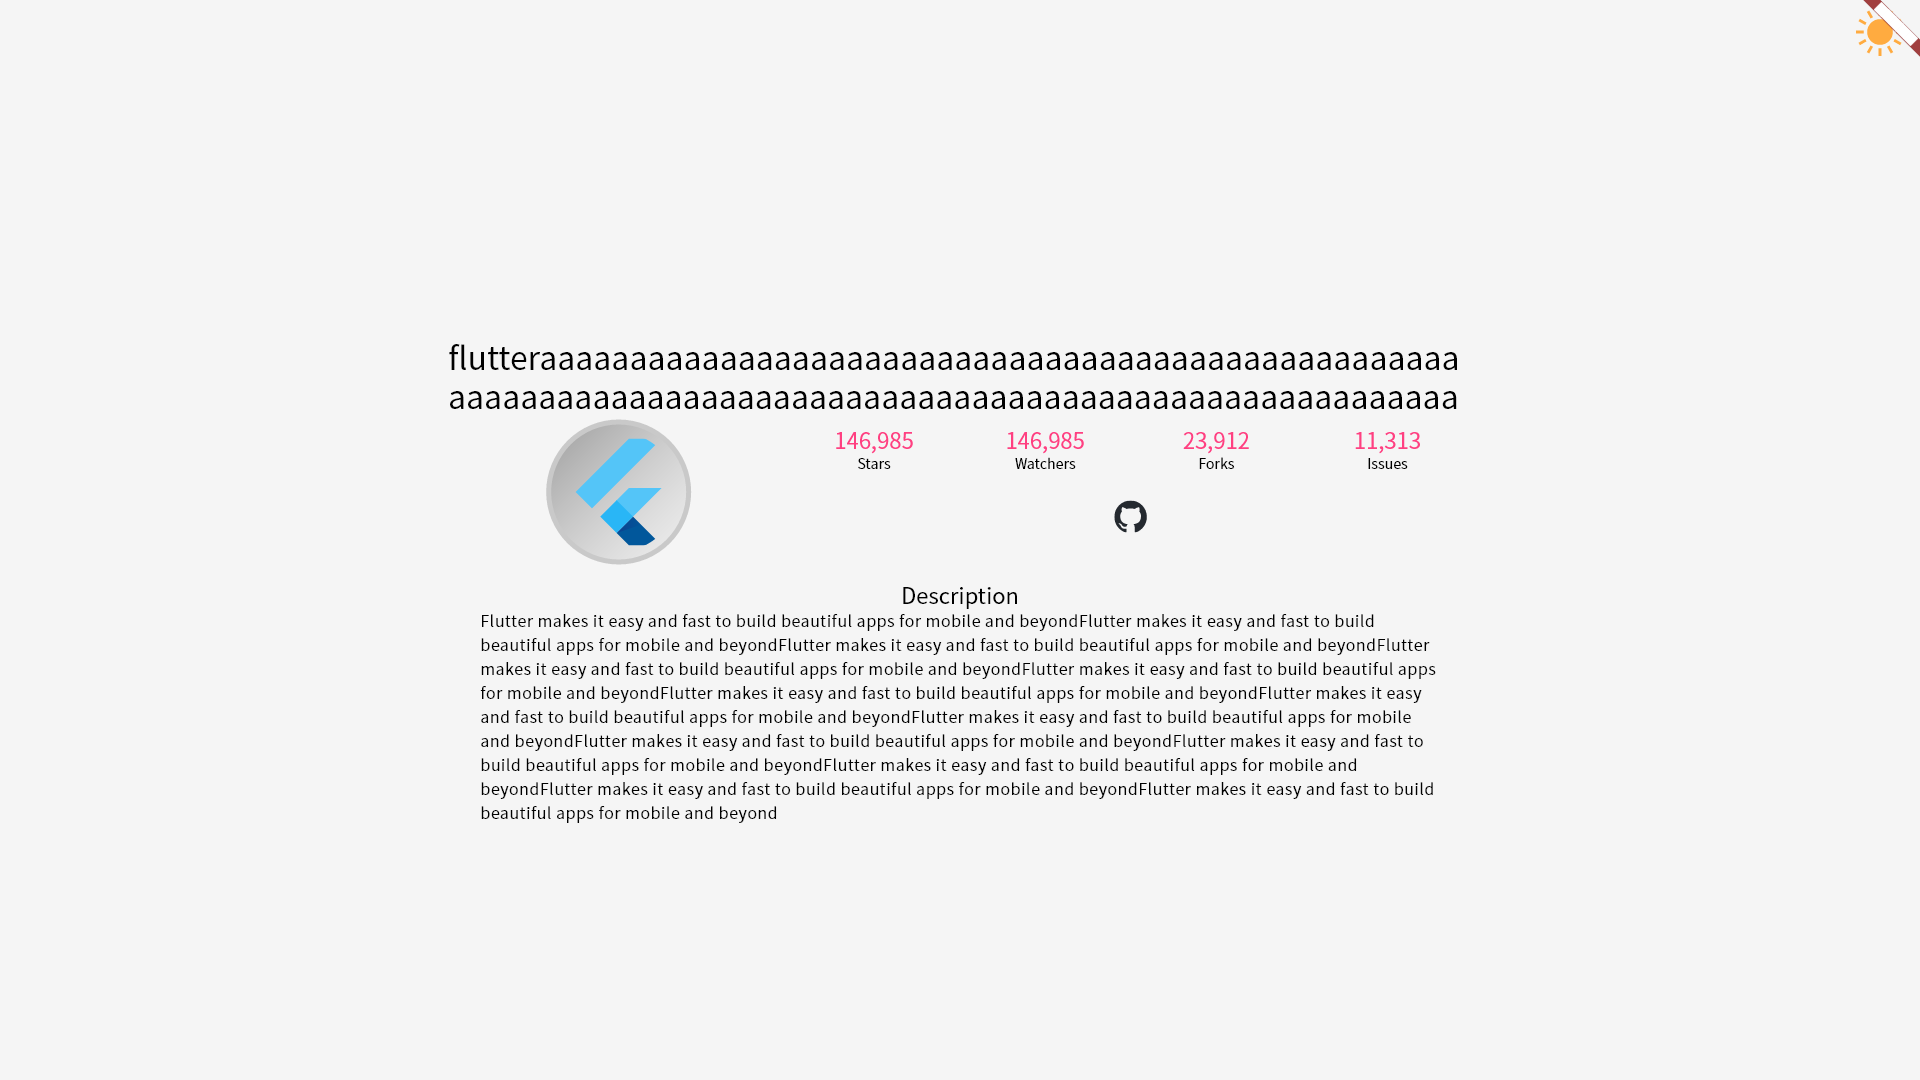 flutteraaaaaaaaaaaaaaaaaaaaaaaaaaaaaaaaaaaaaaaaaaaaaaaaaaa
aaaaaaaaaaaaaaaaaaaaaaaaaaaaaaaaaaaaaaaaaaaaaaaaaaaaaaaa
146,985 146,985 23,912 11,313
Stars Watchers Forks Issues
Description
Flutter makes it easy and fast to build beautiful apps for mobile and beyondFlutter makes it easy and fast to build
beautiful apps for mobile and beyondFlutter makes it easy and fast to build beautiful apps for mobile and beyondFlutter
makes it easy and fast to build beautiful apps for mobile and beyondFlutter makes it easy and fast to build beautiful apps
for mobile and beyondFlutter makes it easy and fast to build beautiful apps for mobile and beyondFlutter makes it easy
and fast to build beautiful apps for mobile and beyondFlutter makes it easy and fast to build beautiful apps for mobile
and beyondFlutter makes it easy and fast to build beautiful apps for mobile and beyondFlutter makes it easy and fast to
build beautiful apps for mobile and beyondFlutter makes it easy and fast to build beautiful apps for mobile and
beyondFlutter makes it easy and fast to build beautiful apps for mobile and beyondFlutter makes it easy and fast to build
beautiful apps for mobile and beyond